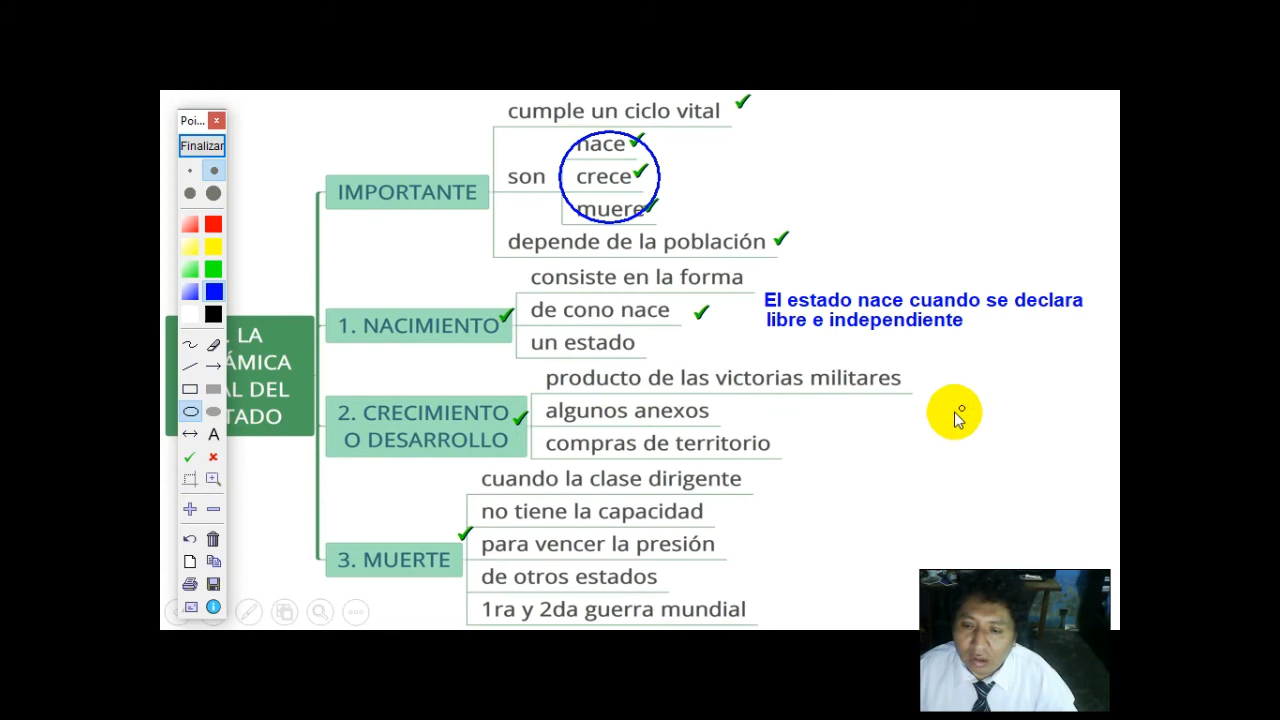 Poi...
Finalizar
A
LA
ÁMICA
AL DEL
TADO
IMPORTANTE
cumple un ciclo vital
son
nace
crece
muere
depende de la población
1. NACIMIENTO
consiste en la forma
de cono nace
un estado
El estado nace cuando se declara
libre e independiente
2. CRECIMIENTO
O DESARROLLO
producto de las victorias militares
algunos anexos
compras de territorio
3. MUERTE
cuando la clase dirigente
no tiene la capacidad
para vencer la presión
de otros estados
1ra y 2da guerra mundial